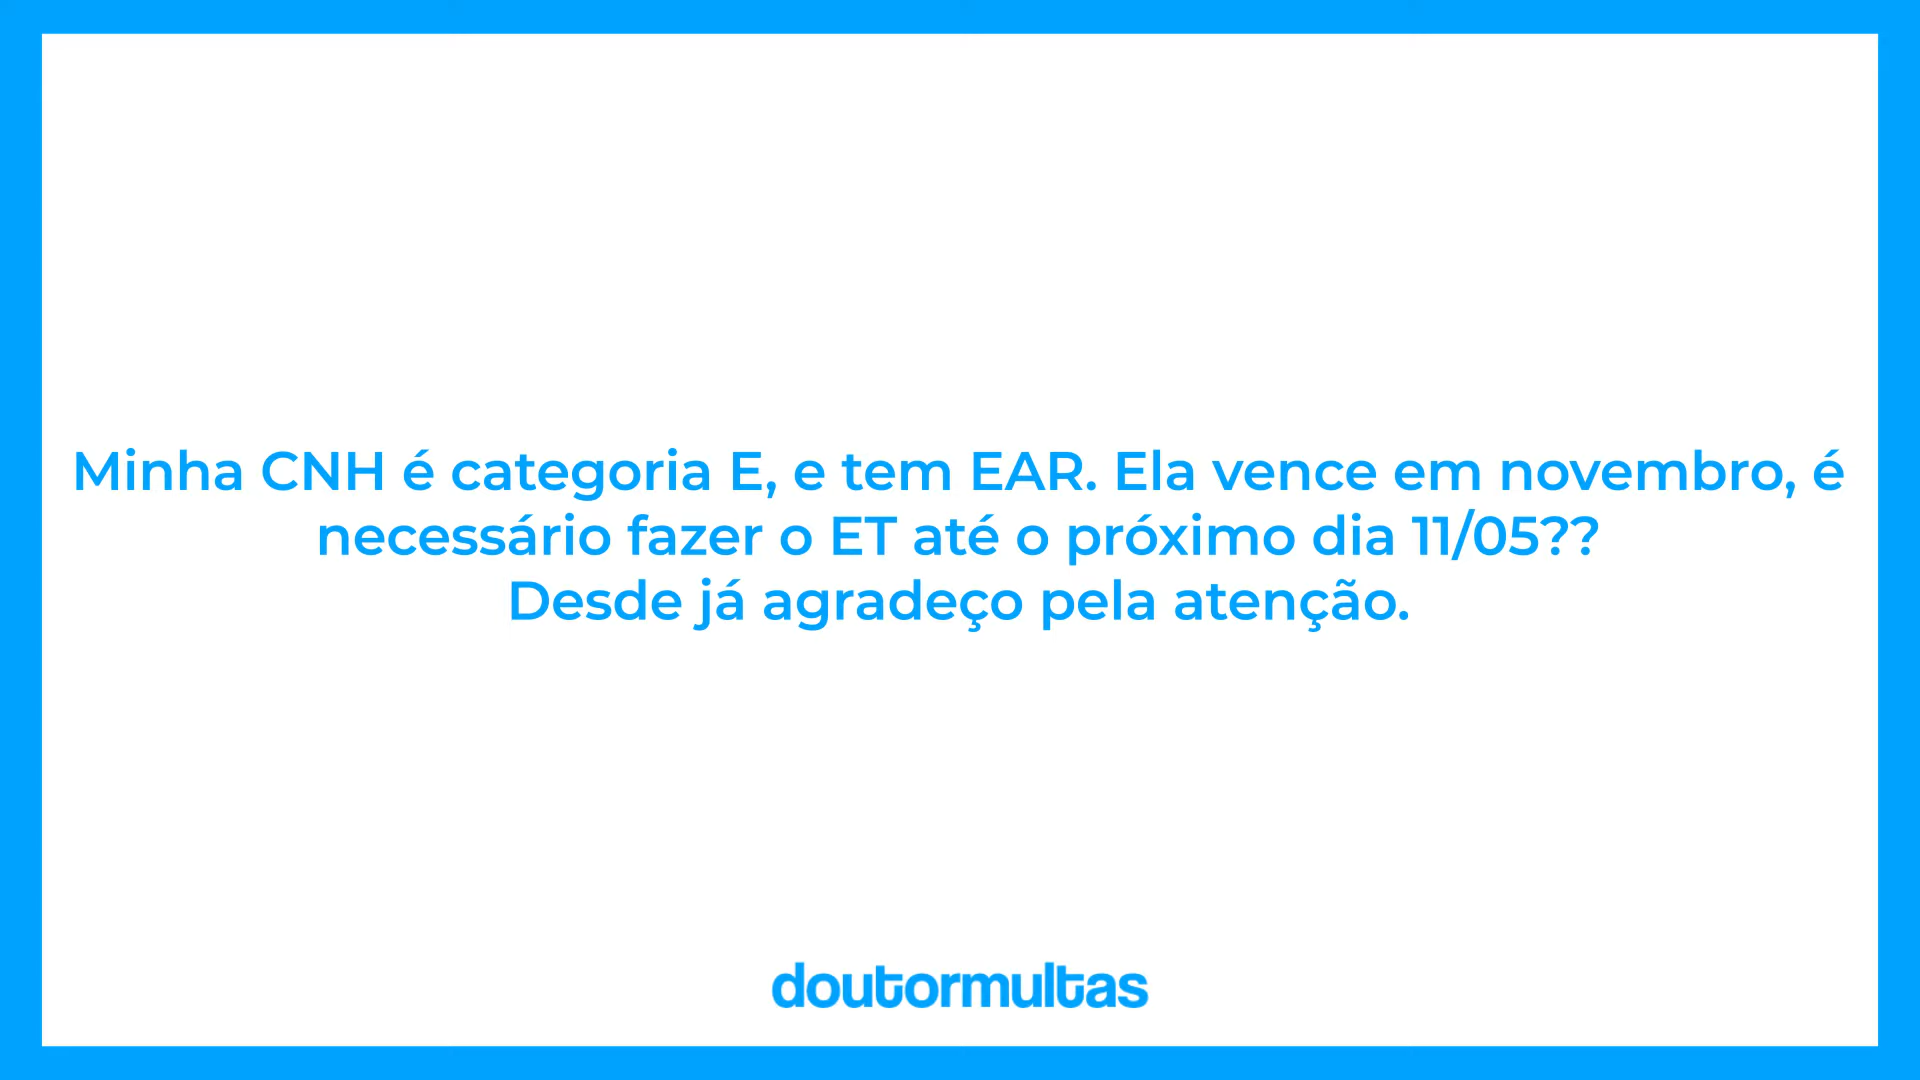 Minha CNH é categoria E, e tem EAR. Ela vence em novembro, é
necessário fazer o ET até o próximo dia 11/05??
Desde já agradeço pela atenção.
doutormultas